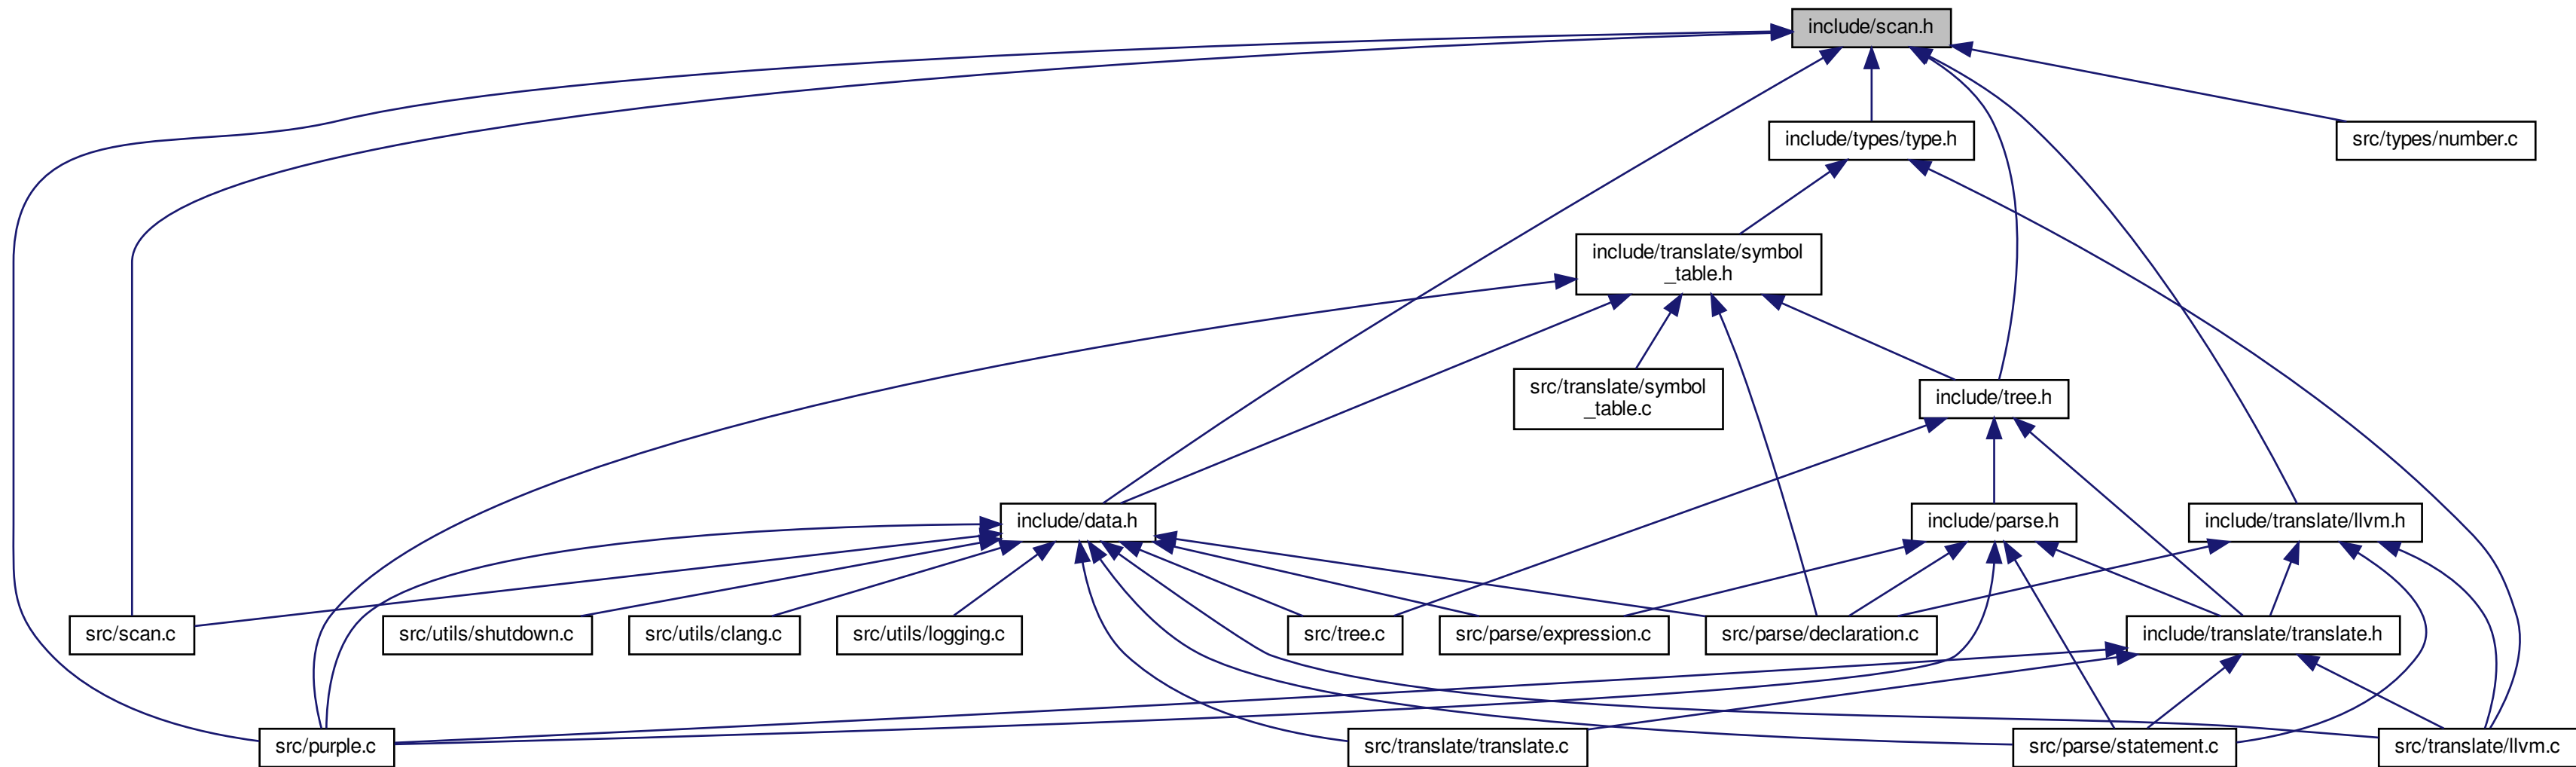 include/scan.h
include/types/type.h
src/types/number.c
include/translate/symbol
_table.h
src/translate/symbol
_table.c
include/tree.h
include/data.h
include/parse.h
include/translate/llvm.h
src/scan.c
src/utils/shutdown.c
src/utils/clang.c
src/utils/logging.c
src/tree.c
src/parse/expression.c
src/parse/declaration.c
include/translate/translate.h
src/purple.c
src/translate/translate.c
src/parse/statement.c
src/translate/llvm.c